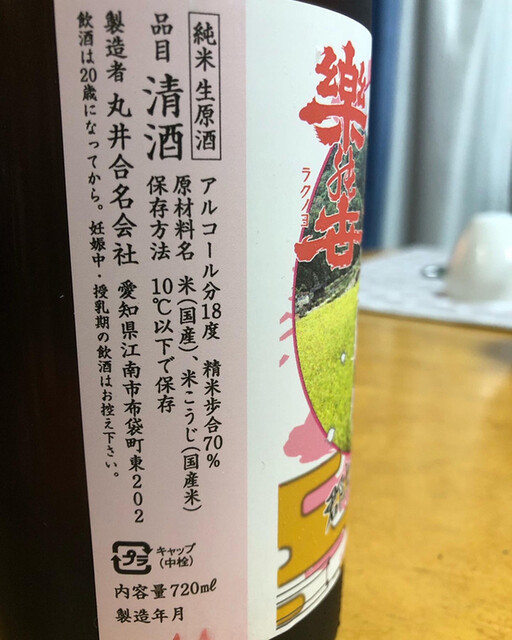 純米生原酒
アルコール分18度 精米歩合70%
原材料名 米(国産)、米こうじ(国産米)
保存方法 10℃以下で保存
品目 清酒
製造者 丸井合名会社 愛知県江南市布袋町東202
飲酒は20歳になってから。 妊娠中・授乳期の飲酒はお控え下さい。
プラ
キャップ
(中栓)
内容量720mℓ
製造年月
樂の世
ラクノヨ